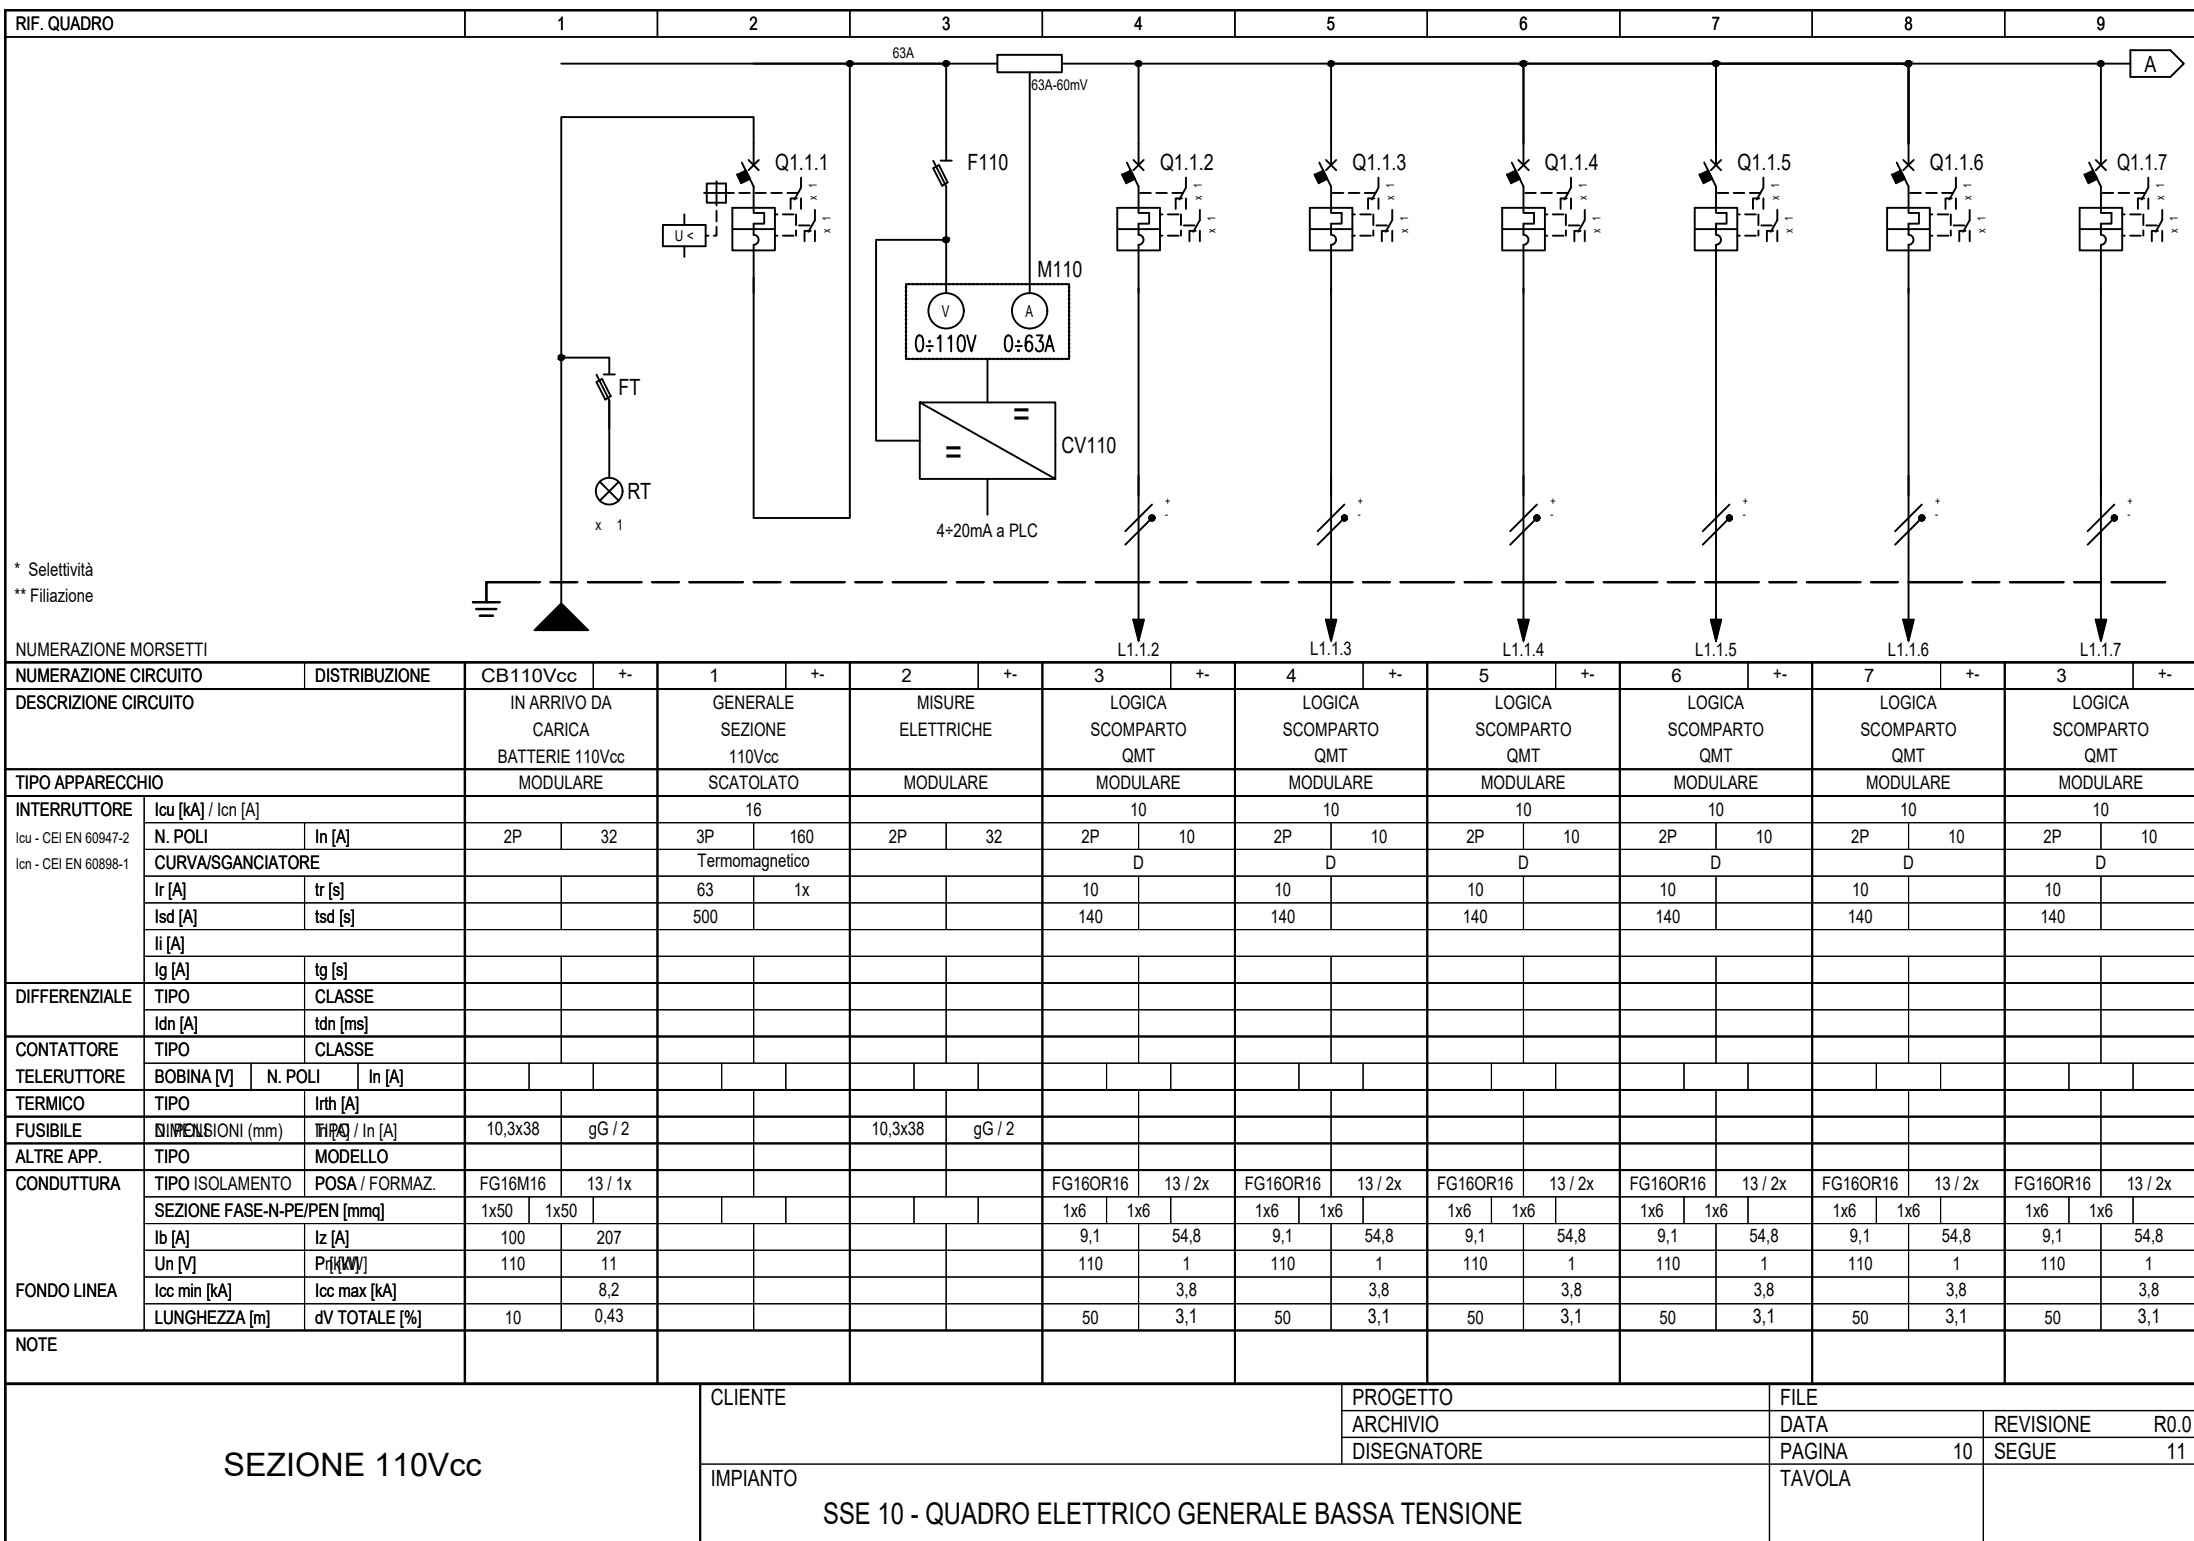 RIF. QUADRO 1 2 3 4 5 6 7 8 9
63A
63A-60mV
A
Q1.1.1 F110 Q1.1.2 Q1.1.3 Q1.1.4 Q1.1.5 Q1.1.6 Q1.1.7
x 1 x 1 x 1 x 1 x 1 x 1 x 1
U <
x 1 x 1 x 1 x 1 x 1 x 1 x 1
M110
V A
0÷110V 0÷63A
FT
=
CV110
=
RT
x 1
+ + + + + +
- - - - - -
4÷20mA a PLC
* Selettività
** Filiazione
NUMERAZIONE MORSETTI L1.1.2 L1.1.3 L1.1.4 L1.1.5 L1.1.6 L1.1.7
NUMERAZIONE CIRCUITO DISTRIBUZIONE CB110Vcc +- 1 +- 2 +- 3 +- 4 +- 5 +- 6 +- 7 +- 3 +-
DESCRIZIONE CIRCUITO IN ARRIVO DA GENERALE MISURE LOGICA LOGICA LOGICA LOGICA LOGICA LOGICA
CARICA SEZIONE ELETTRICHE SCOMPARTO SCOMPARTO SCOMPARTO SCOMPARTO SCOMPARTO SCOMPARTO
BATTERIE 110Vcc 110Vcc QMT QMT QMT QMT QMT QMT
TIPO APPARECCHIO MODULARE SCATOLATO MODULARE MODULARE MODULARE MODULARE MODULARE MODULARE MODULARE
INTERRUTTORE Icu [kA] / Icn [A] 16 10 10 10 10 10 10
Icu - CEI EN 60947-2 N. POLI In [A] 2P 32 3P 160 2P 32 2P 10 2P 10 2P 10 2P 10 2P 10 2P 10
Icn - CEI EN 60898-1 CURVA/SGANCIATORE Termomagnetico D D D D D D
Ir [A] tr [s] 63 1x 10 10 10 10 10 10
Isd [A] tsd [s] 500 140 140 140 140 140 140
Ii [A]
Ig [A] tg [s]
DIFFERENZIALE TIPO CLASSE
Idn [A] tdn [ms]
CONTATTORE TIPO CLASSE
TELERUTTORE BOBINA [V] N. POLI In [A]
TERMICO TIPO Irth [A]
FUSIBILE DIMENSIONI (mm) TIPO / In [A] 10,3x38 gG / 2 10,3x38 gG / 2
ALTRE APP. TIPO MODELLO
CONDUTTURA TIPO ISOLAMENTO POSA / FORMAZ. FG16M16 13 / 1x FG16OR16 13 / 2x FG16OR16 13 / 2x FG16OR16 13 / 2x FG16OR16 13 / 2x FG16OR16 13 / 2x FG16OR16 13 / 2x
SEZIONE FASE-N-PE/PEN [mmq] 1x50 1x50 1x6 1x6 1x6 1x6 1x6 1x6 1x6 1x6 1x6 1x6 1x6 1x6
Ib [A] Iz [A] 100 207 9,1 54,8 9,1 54,8 9,1 54,8 9,1 54,8 9,1 54,8 9,1 54,8
Un [V] 110 11 110 1 110 1 110 1 110 1 110 1 110 1
FONDO LINEA Icc min [kA] Icc max [kA] 8,2 3,8 3,8 3,8 3,8 3,8 3,8
LUNGHEZZA [m] dV TOTALE [%] 10 0,43 50 3,1 50 3,1 50 3,1 50 3,1 50 3,1 50 3,1
NOTE
SEZIONE 110Vcc
CLIENTE
PROGETTO
ARCHIVIO
DISEGNATORE
FILE
DATA REVISIONE R0.0
PAGINA 10 SEGUE 11
IMPIANTO
SSE 10 - QUADRO ELETTRICO GENERALE BASSA TENSIONE
TAVOLA